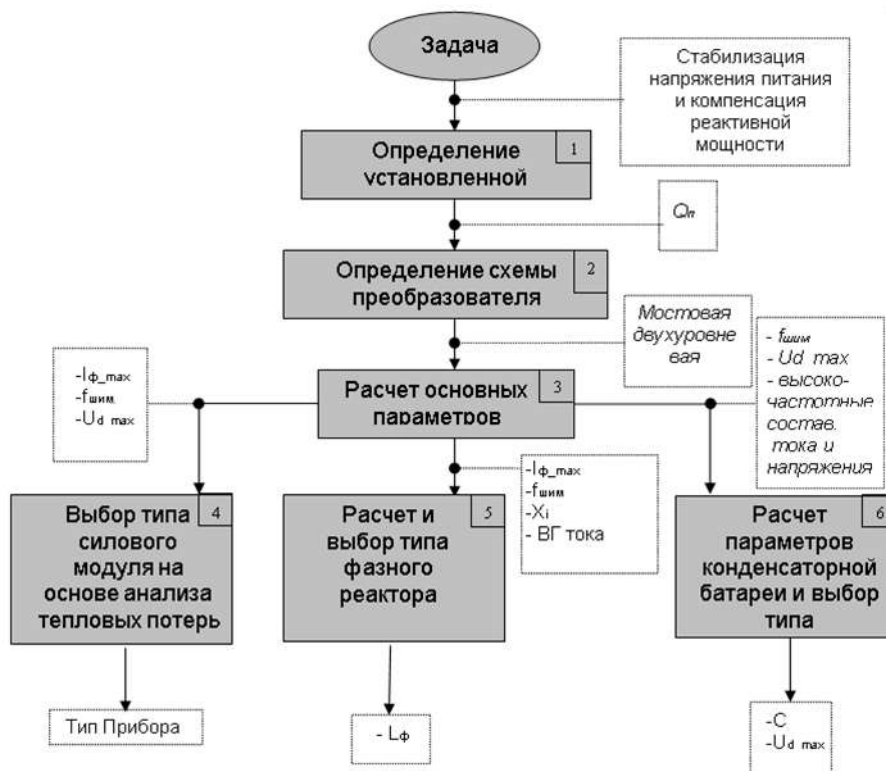 Задача
Стабилизация
напряжения питания
и компенсация
реактивной
мощности
Определение
установленной
1
Qп
Определение схемы
преобразователя
2
Мостовая
двухуровне
вая
Расчет основных
параметров
3
-Iф_max
-fшим
-Ud max
-Iф_max
-fшим
-Xi
- ВГ тока
- fшим
- Ud max
- высоко-
частотные
состав.
тока и
напряжения
Выбор типа
силового
модуля на
основе анализа
тепловых потерь
4
Расчет и
выбор типа
фазного
реактора
5
Расчет
параметров
конденсаторной
батареи и выбор
типа
6
Тип Прибора
- Lф
-C
-Ud max